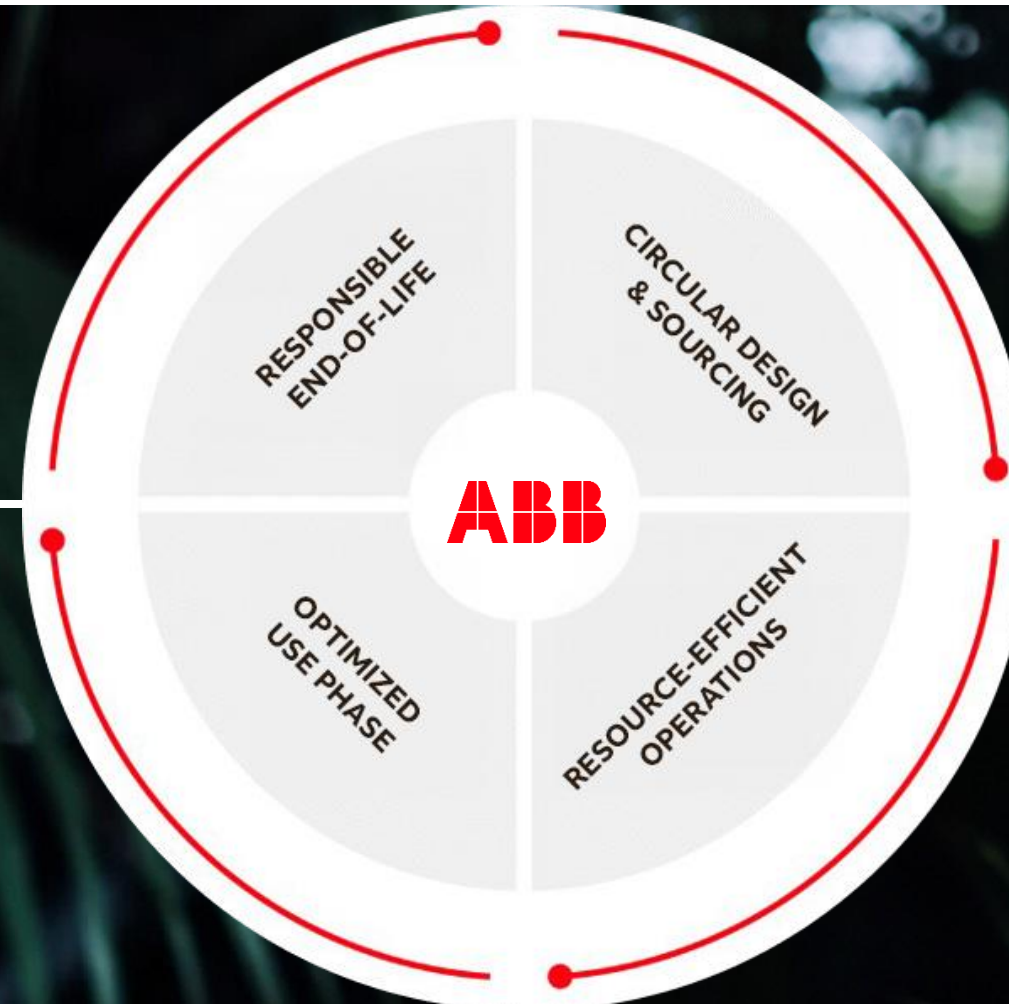 RESPONSIBLE
END-OF-LIFE
CIRCULAR DESIGN
& SOURCING
ABB
OPTIMIZED
USE PHASE
RESOURCE-EFFICIENT
OPERATIONS